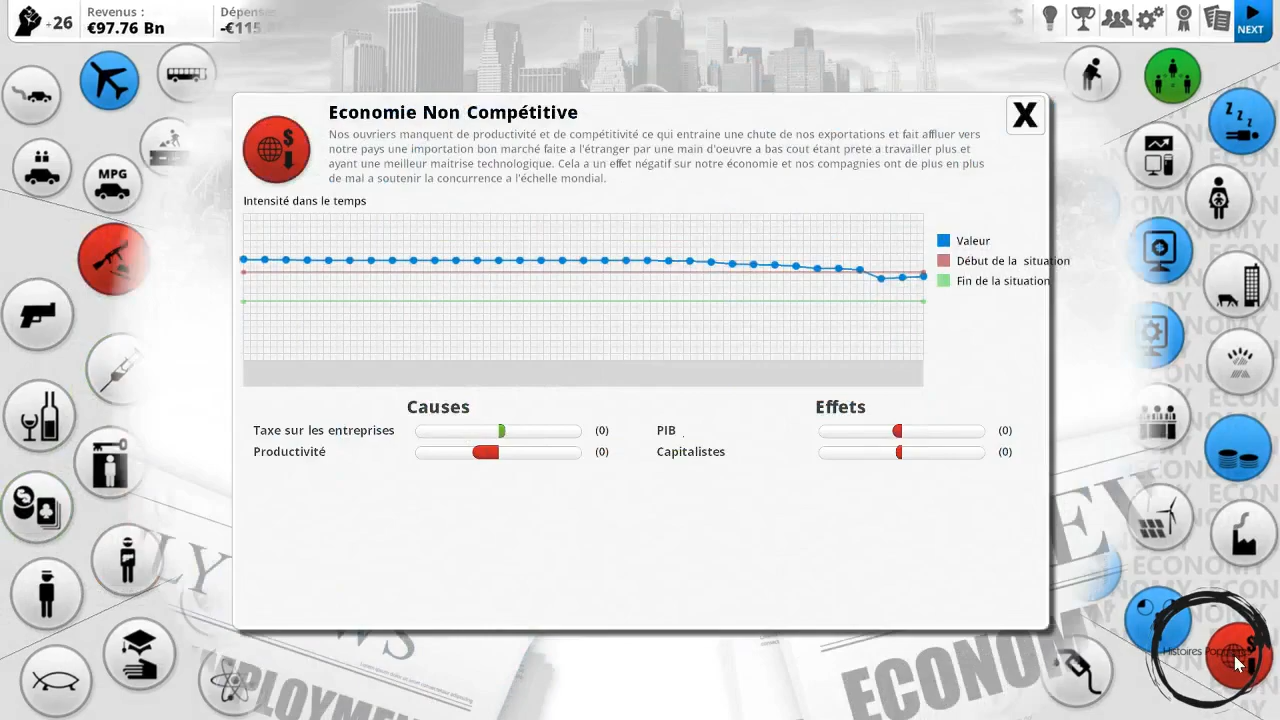 Revenus :
Dépens
+26
€97.76 Bn
-€115
NEXT
MPG
Economie Non Compétitive
X
Nos ouvriers manquent de productivité et de compétitivité ce qui entraine une chute de nos exportations et fait affluer vers
notre pays une importation bon marché faite a l'étranger par une main d'oeuvre a bas cout étant prete a travailler plus et
ayant une meilleur maitrise technologique. Cela a un effet négatif sur notre économie et nos compagnies ont de plus en plus
de mal a soutenir la concurrence a l'échelle mondial.
Intensité dans le temps
Valeur
Début de la situation
Fin de la situation
Causes
Effets
Taxe sur les entreprises (0)
PIB (0)
Productivité (0)
Capitalistes (0)
ECONOMY
ECONOM
Histoires Pop